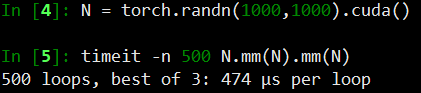 In [4]: N = torch.randn(1000,1000).cuda()
In [5]: timeit -n 500 N.mm(N).mm(N)
500 loops, best of 3: 474 µs per loop